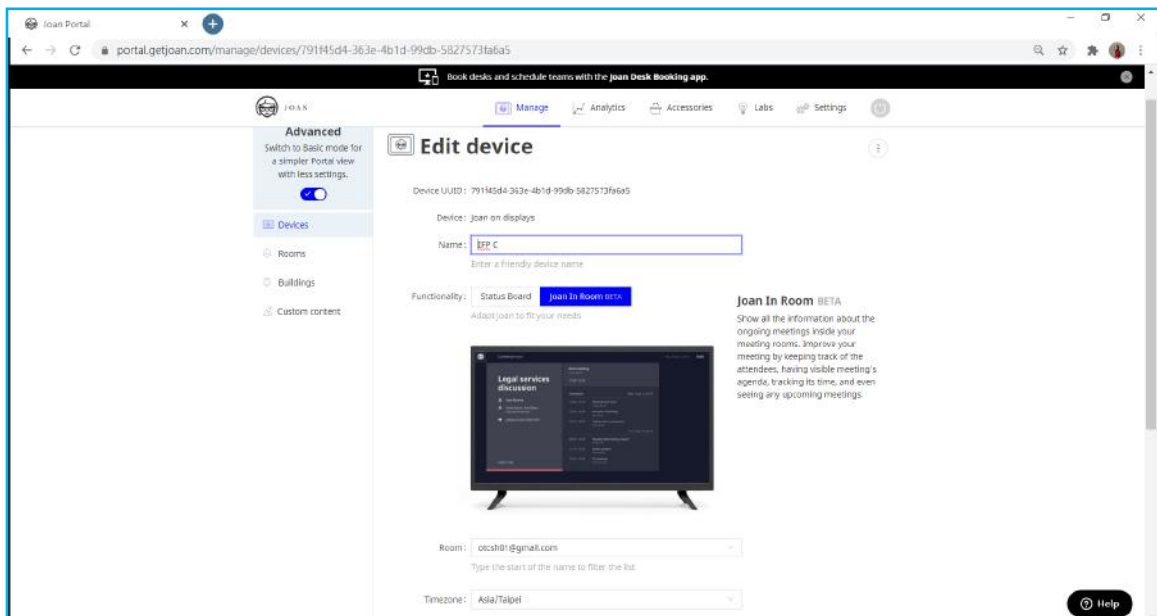 Joan Portal
portal.getjoan.com/manage/devices/791f45d4-363e-4b1d-99db-5827573fa6a5
Book desks and schedule teams with the Joan Desk Booking app.
JOAN
Manage
Analytics
Accessories
Labs
Settings
Advanced
Switch to Basic mode for
a simpler Portal view
with less settings.
Devices
Rooms
Buildings
Custom content
Edit device
Device UUID: 791f45d4-363e-4b1d-99db-5827573fa6a5
Device: Joan on displays
Name: IFP C
Enter a friendly device name
Functionality: Status Board Joan In Room BETA
Adapt Joan to fit your needs
Legal services
discussion
Joan In Room BETA
Show all the information about the
ongoing meetings inside your
meeting rooms. Improve your
meeting by keeping track of the
attendees, having visible meeting's
agenda, tracking its time, and even
seeing any upcoming meetings.
Room: otcsh01@gmail.com
Type the start of the name to filter the list
Timezone: Asia/Taipei
Help